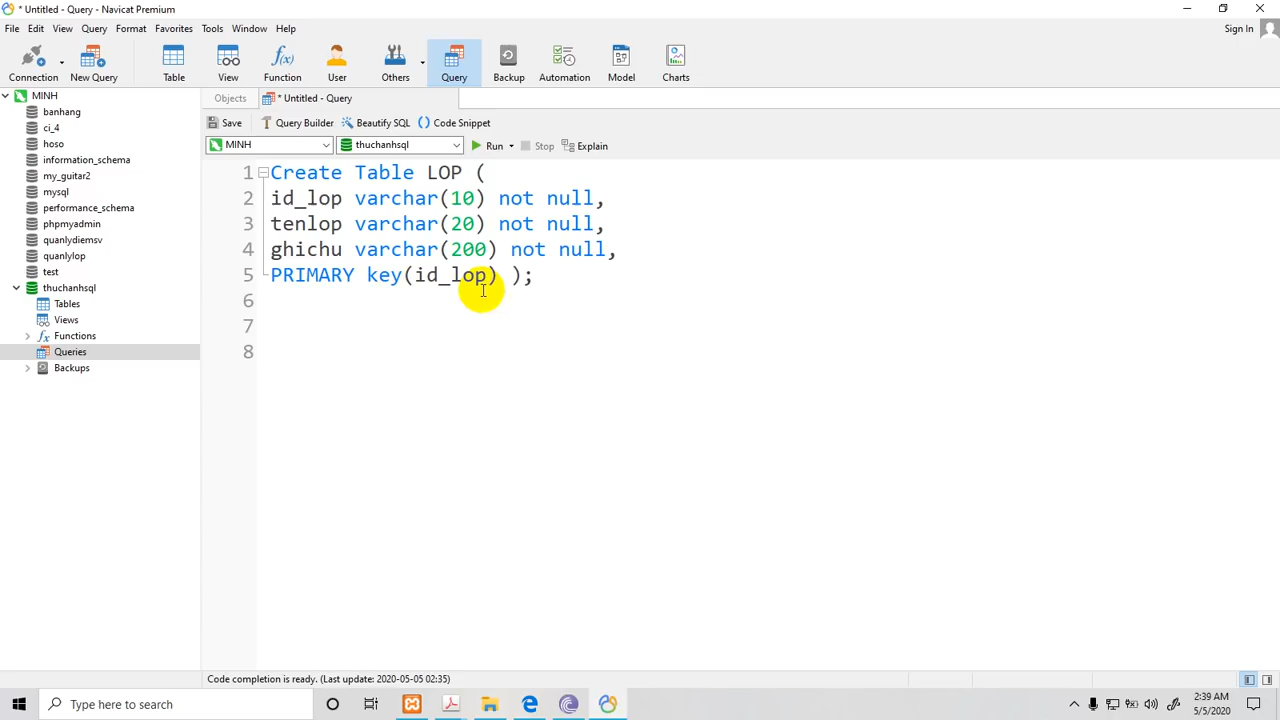 * Untitled - Query - Navicat Premium
File Edit View Query Format Favorites Tools Window Help
Sign In
Connection New Query Table View Function User Others Query Backup Automation Model Charts
MINH
banhang
ci_4
hoso
information_schema
my_guitar2
mysql
performance_schema
phpmyadmin
quanlydiemsv
quanlylop
test
thuchanhsql
Tables
Views
Functions
Queries
Backups
Objects * Untitled - Query
Save Query Builder Beautify SQL () Code Snippet
MINH thuchanhsql Run Stop Explain
1 Create Table LOP (
2 id_lop varchar(10) not null,
3 tenlop varchar(20) not null,
4 ghichu varchar(200) not null,
5 PRIMARY key(id_lop) );
6
7
8
Code completion is ready. (Last update: 2020-05-05 02:35)
Type here to search
2:39 AM
5/5/2020